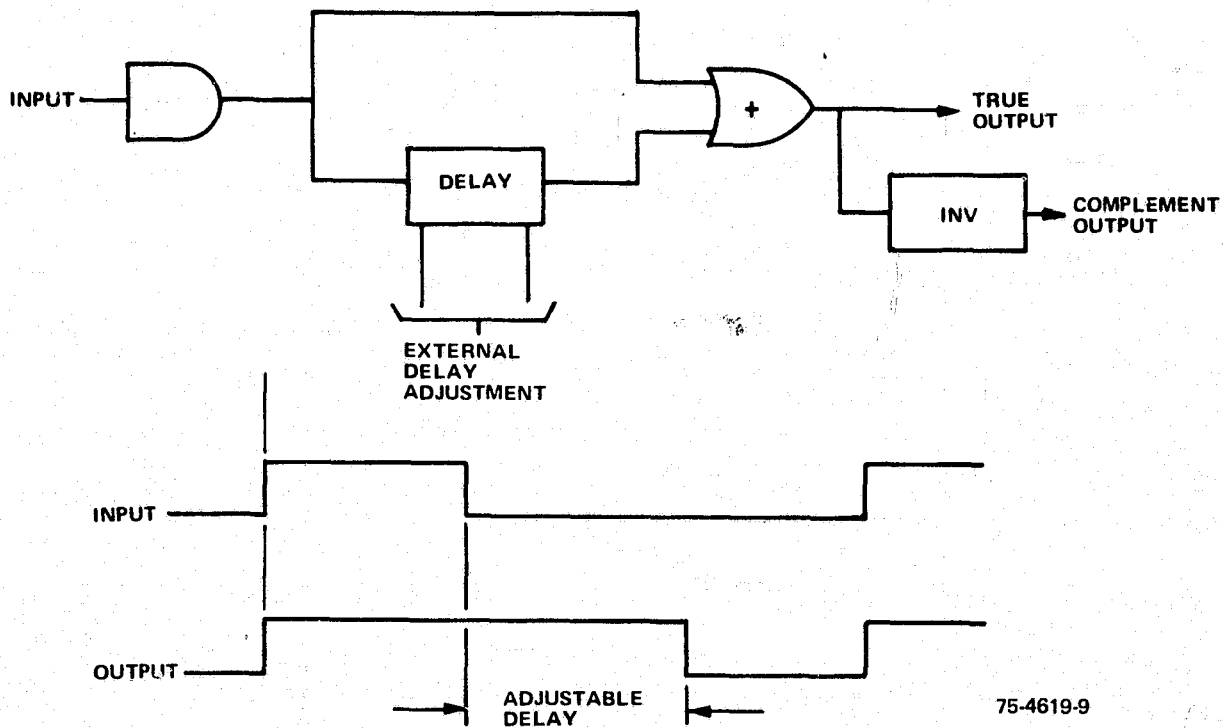 INPUT
+
TRUE
OUTPUT
DELAY
INV
COMPLEMENT
OUTPUT
EXTERNAL
DELAY
ADJUSTMENT
INPUT
OUTPUT
ADJUSTABLE
DELAY
75-4619-9